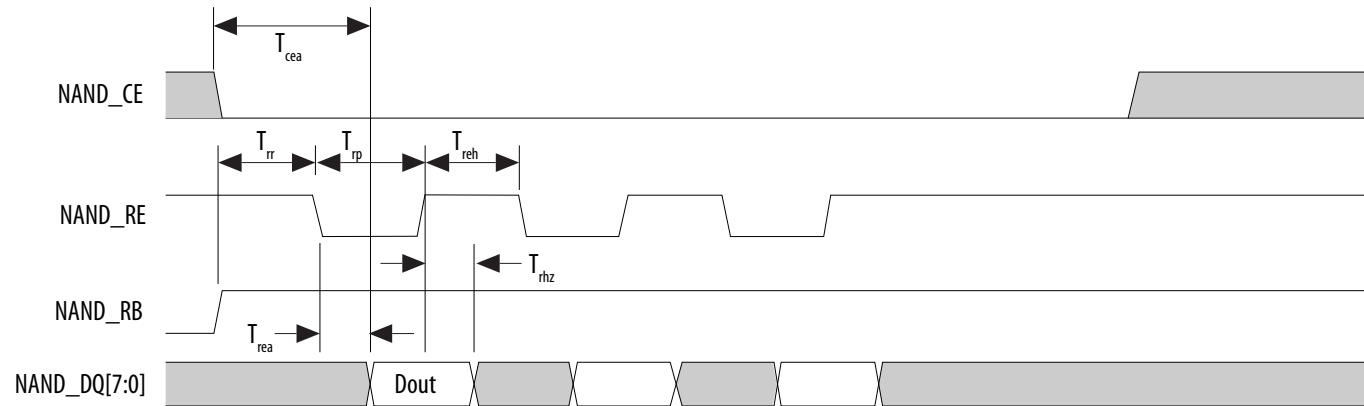 Tcea
NAND_CE
Trr Trp Treh
NAND_RE
Trhz
NAND_RB
Trea
NAND_DQ[7:0] Dout